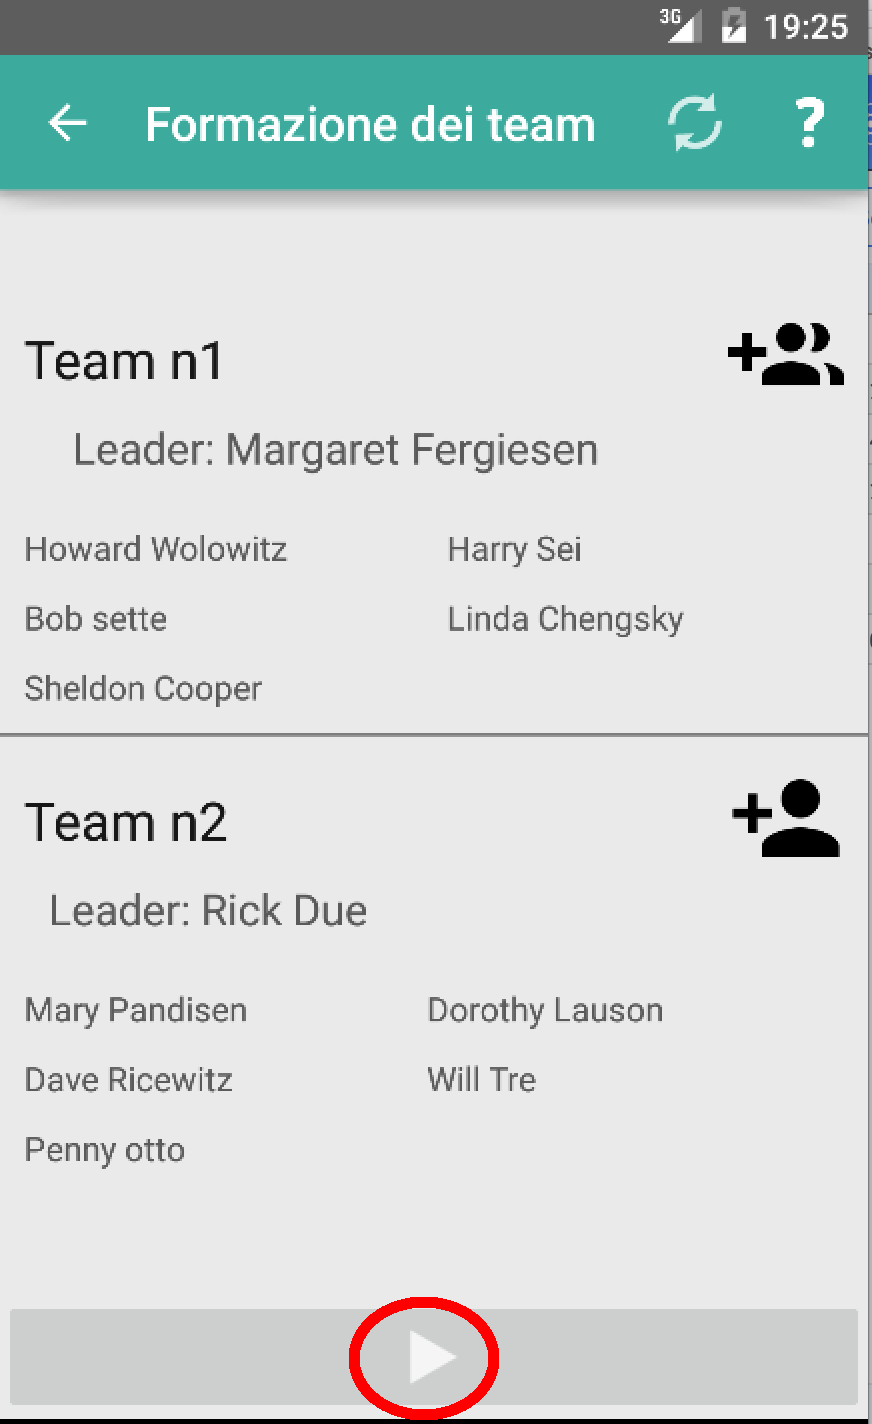 3G 19:25
Formazione dei team ?
Team n1
Leader: Margaret Fergiesen
Howard Wolowitz Harry Sei
Bob sette Linda Chengsky
Sheldon Cooper
Team n2
Leader: Rick Due
Mary Pandisen Dorothy Lauson
Dave Ricewitz Will Tre
Penny otto